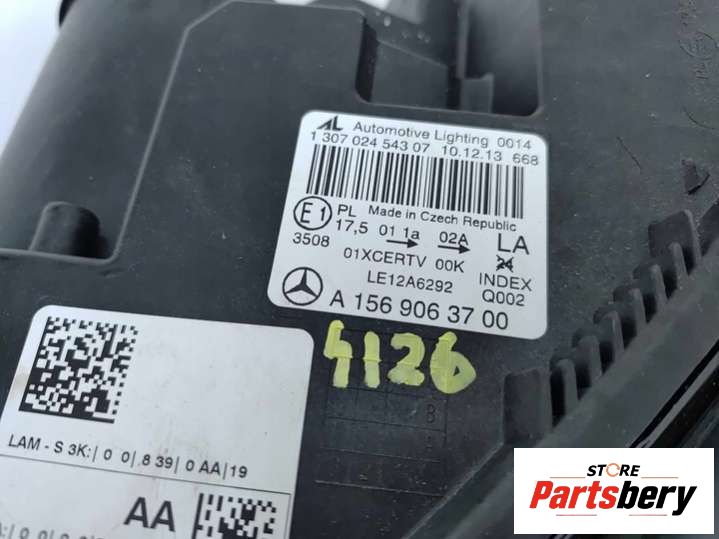 AL Automotive Lighting 0014
1 307 024 543 07 10.12.13 668
E1 PL Made in Czech Republic
17,5 01 1a 02A LA
3508
01XCERTV 00K 24
LE12A6292 INDEX
Q002
A 156 906 37 00
4126
B
LAM - S 3K:| 0 0| 8 39| 0 AA| 19
AA
STORE
Partsbery